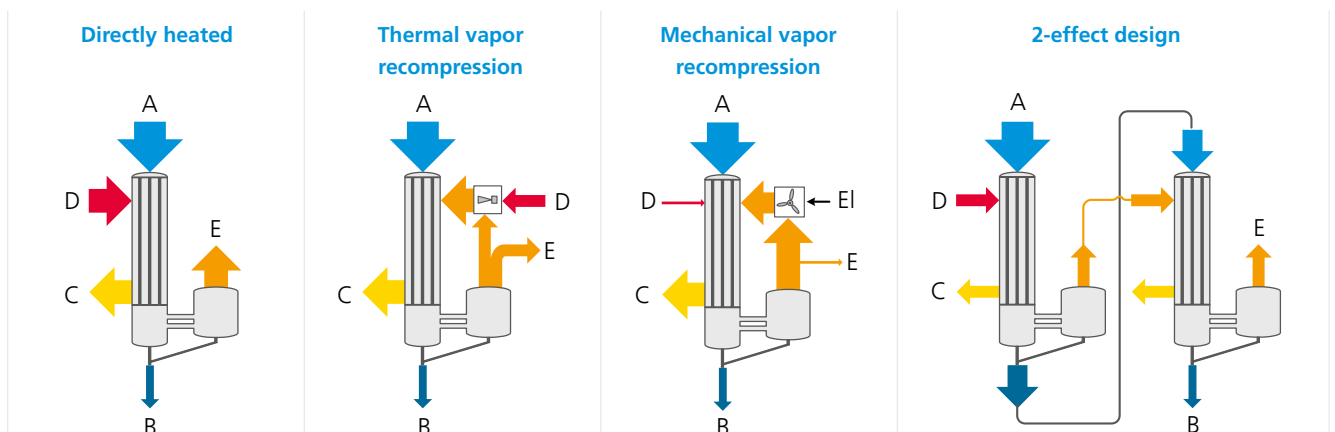 Directly heated
A
D
E
C
B
Thermal vapor
recompression
A
D
E
C
B
Mechanical vapor
recompression
A
D
El
E
C
B
2-effect design
A
D
E
C
B